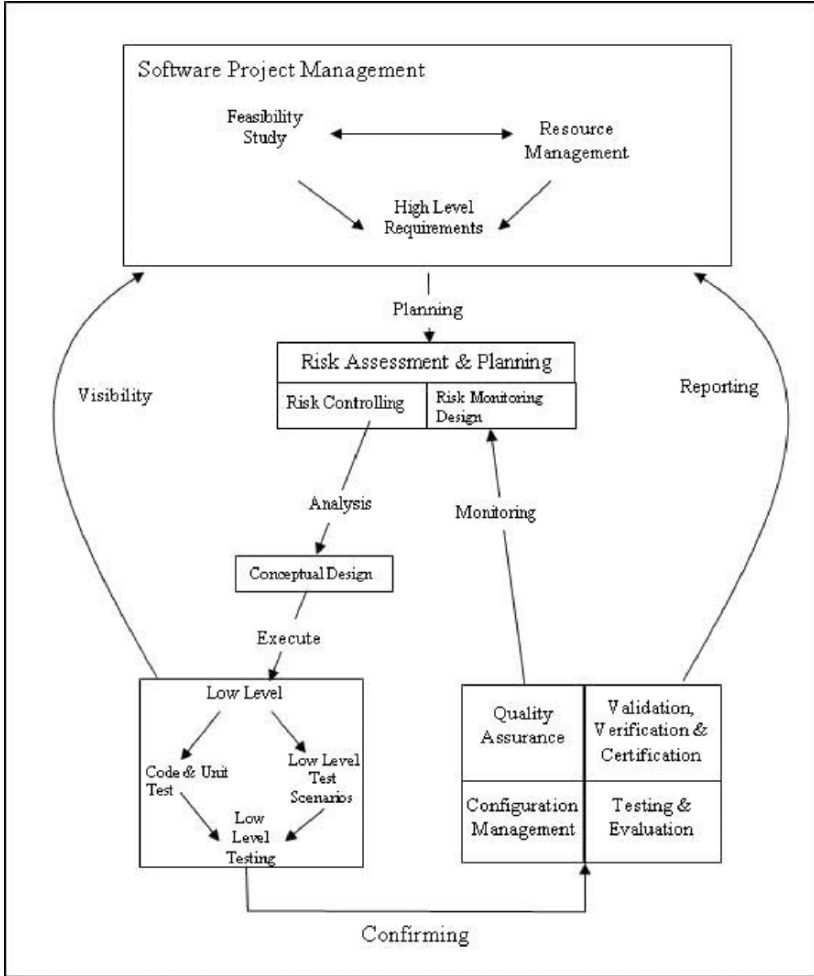 Software Project Management
Feasibility
Study
Resource
Management
High Level
Requirements
Planning
Risk Assessment & Planning
Risk Controlling
Risk Monitoring
Design
Visibility
Reporting
Analysis
Monitoring
Conceptual Design
Execute
Low Level
Code & Unit
Test
Low Level
Test
Scenarios
Low
Level
Testing
Quality
Assurance
Validation,
Verification &
Certification
Configuration
Management
Testing &
Evaluation
Confirming